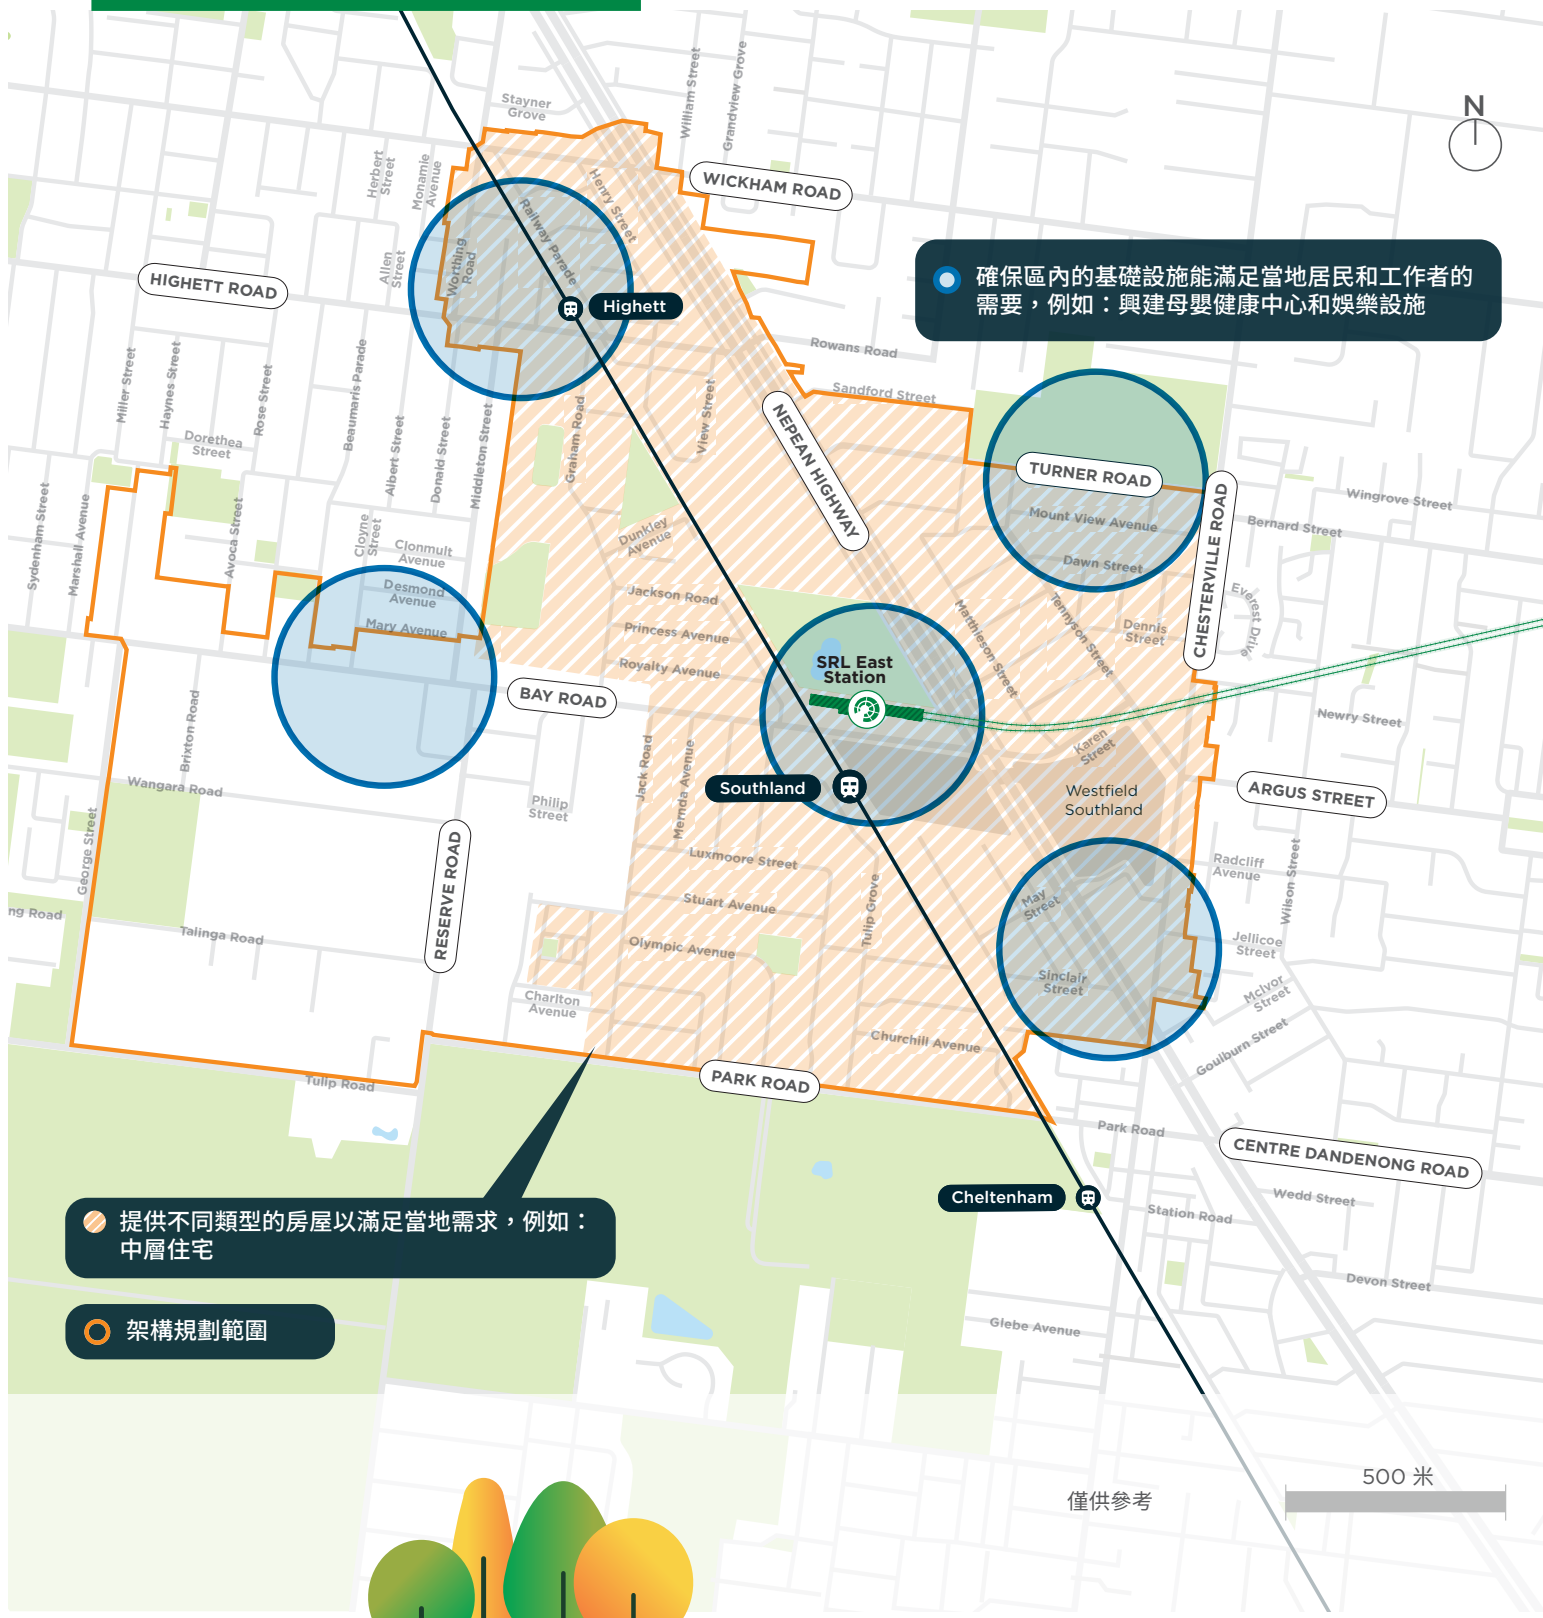 Stayner
Grove
William Street
Grandview Grove
N
Herbert
Street
Monamie
Avenue
Henry Street
WICKHAM ROAD
Railway Parade
Worthing
Road
Allen
Street
HIGHETT ROAD
Highett
確保區內的基礎設施能滿足當地居民和工作者的
需要，例如：興建母嬰健康中心和娛樂設施
Rowans Road
Sandford Street
Miller Street
Haynes Street
Rose Street
Beaumaris Parade
Albert Street
Donald Street
Middleton Street
Graham Road
View Street
NEPEAN HIGHWAY
Dorethea
Street
TURNER ROAD
CHESTERVILLE ROAD
Wingrove Street
Bernard Street
Mount View Avenue
Dawn Street
Sydenham Street
Marshall Avenue
Avoca Street
Cloyne
Street
Clonmult
Avenue
Dunkley
Avenue
Desmond
Avenue
Mary Avenue
Jackson Road
Princess Avenue
Royalty Avenue
Matthieson Street
Tennyson Street
Dennis
Street
Everest Drive
SRL East
Station
BAY ROAD
Newry Street
Brixton Road
Jack Road
Mernda Avenue
Karen
Street
Wangara Road
Southland
Westfield
Southland
ARGUS STREET
Philip
Street
George Street
RESERVE ROAD
Luxmoore Street
Radcliff
Avenue
Wilson Street
Stuart Avenue
Tulip Grove
May
Street
ng Road
Talinga Road
Olympic Avenue
Jellicoe
Street
Sinclair
Street
McIvor
Street
Charlton
Avenue
Churchill Avenue
Goulburn Street
Tulip Road
PARK ROAD
Park Road
CENTRE DANDENONG ROAD
Cheltenham
Wedd Street
Station Road
提供不同類型的房屋以滿足當地需求，例如：
中層住宅
Devon Street
架構規劃範圍
Glebe Avenue
500 米
僅供參考